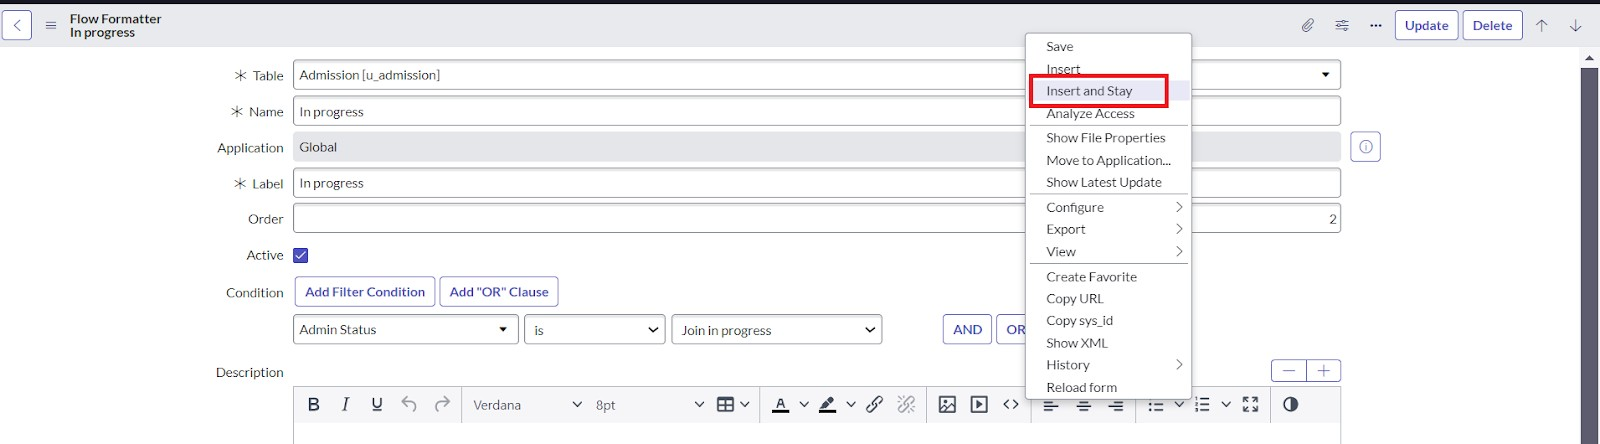 Flow Formatter
In progress
Update
Delete
Table
Admission [u_admission]
Name
In progress
Application
Global
Label
In progress
Order
2
Active
Condition
Add Filter Condition
Add "OR" Clause
Admin Status
is
Join in progress
AND
OR
Description
Verdana
8pt
Save
Insert
Insert and Stay
Analyze Access
Show File Properties
Move to Application...
Show Latest Update
Configure
Export
View
Create Favorite
Copy URL
Copy sys_id
Show XML
History
Reload form
B I U
A